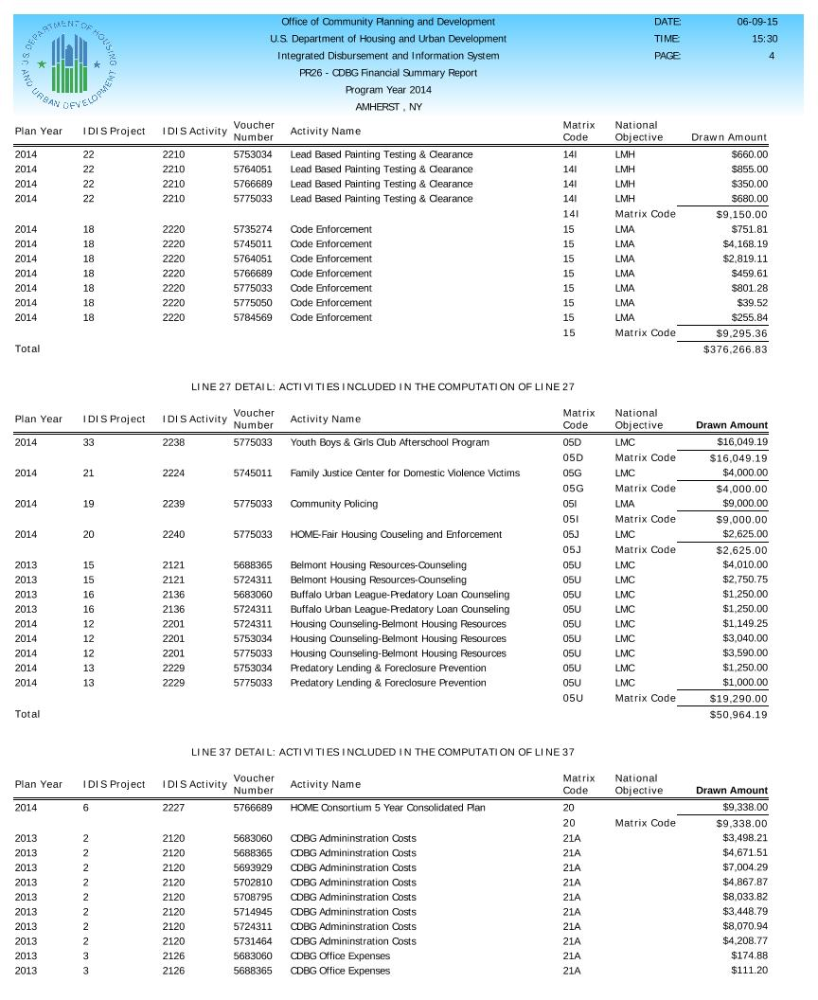 U.S. DEPARTMENT OF HOUSING AND URBAN DEVELOPMENT
Office of Community Planning and Development DATE: 06-09-15
U.S. Department of Housing and Urban Development TIME: 15:30
Integrated Disbursement and Information System PAGE: 4
PR26 - CDBG Financial Summary Report
Program Year 2014
AMHERST , NY
Plan Year IDIS Project IDIS Activity Voucher Number Activity Name Matrix Code National Objective Drawn Amount
2014 22 2210 5753034 Lead Based Painting Testing & Clearance 14I LMH $660.00
2014 22 2210 5764051 Lead Based Painting Testing & Clearance 14I LMH $855.00
2014 22 2210 5766689 Lead Based Painting Testing & Clearance 14I LMH $350.00
2014 22 2210 5775033 Lead Based Painting Testing & Clearance 14I LMH $680.00
14I Matrix Code $9,150.00
2014 18 2220 5735274 Code Enforcement 15 LMA $751.81
2014 18 2220 5745011 Code Enforcement 15 LMA $4,168.19
2014 18 2220 5764051 Code Enforcement 15 LMA $2,819.11
2014 18 2220 5766689 Code Enforcement 15 LMA $459.61
2014 18 2220 5775033 Code Enforcement 15 LMA $801.28
2014 18 2220 5775050 Code Enforcement 15 LMA $39.52
2014 18 2220 5784569 Code Enforcement 15 LMA $255.84
15 Matrix Code $9,295.36
Total $376,266.83
LINE 27 DETAIL: ACTIVITIES INCLUDED IN THE COMPUTATION OF LINE 27
Plan Year IDIS Project IDIS Activity Voucher Number Activity Name Matrix Code National Objective Drawn Amount
2014 33 2238 5775033 Youth Boys & Girls Club Afterschool Program 05D LMC $16,049.19
05D Matrix Code $16,049.19
2014 21 2224 5745011 Family Justice Center for Domestic Violence Victims 05G LMC $4,000.00
05G Matrix Code $4,000.00
2014 19 2239 5775033 Community Policing 05I LMA $9,000.00
05I Matrix Code $9,000.00
2014 20 2240 5775033 HOME-Fair Housing Couseling and Enforcement 05J LMC $2,625.00
05J Matrix Code $2,625.00
2013 15 2121 5688365 Belmont Housing Resources-Counseling 05U LMC $4,010.00
2013 15 2121 5724311 Belmont Housing Resources-Counseling 05U LMC $2,750.75
2013 16 2136 5683060 Buffalo Urban League-Predatory Loan Counseling 05U LMC $1,250.00
2013 16 2136 5724311 Buffalo Urban League-Predatory Loan Counseling 05U LMC $1,250.00
2014 12 2201 5724311 Housing Counseling-Belmont Housing Resources 05U LMC $1,149.25
2014 12 2201 5753034 Housing Counseling-Belmont Housing Resources 05U LMC $3,040.00
2014 12 2201 5775033 Housing Counseling-Belmont Housing Resources 05U LMC $3,590.00
2014 13 2229 5753034 Predatory Lending & Foreclosure Prevention 05U LMC $1,250.00
2014 13 2229 5775033 Predatory Lending & Foreclosure Prevention 05U LMC $1,000.00
05U Matrix Code $19,290.00
Total $50,964.19
LINE 37 DETAIL: ACTIVITIES INCLUDED IN THE COMPUTATION OF LINE 37
Plan Year IDIS Project IDIS Activity Voucher Number Activity Name Matrix Code National Objective Drawn Amount
2014 6 2227 5766689 HOME Consortium 5 Year Consolidated Plan 20 $9,338.00
20 Matrix Code $9,338.00
2013 2 2120 5683060 CDBG Admininstration Costs 21A $3,498.21
2013 2 2120 5688365 CDBG Admininstration Costs 21A $4,671.51
2013 2 2120 5693929 CDBG Admininstration Costs 21A $7,004.29
2013 2 2120 5702810 CDBG Admininstration Costs 21A $4,867.87
2013 2 2120 5708795 CDBG Admininstration Costs 21A $8,033.82
2013 2 2120 5714945 CDBG Admininstration Costs 21A $3,448.79
2013 2 2120 5724311 CDBG Admininstration Costs 21A $8,070.94
2013 2 2120 5731464 CDBG Admininstration Costs 21A $4,208.77
2013 3 2126 5683060 CDBG Office Expenses 21A $174.88
2013 3 2126 5688365 CDBG Office Expenses 21A $111.20